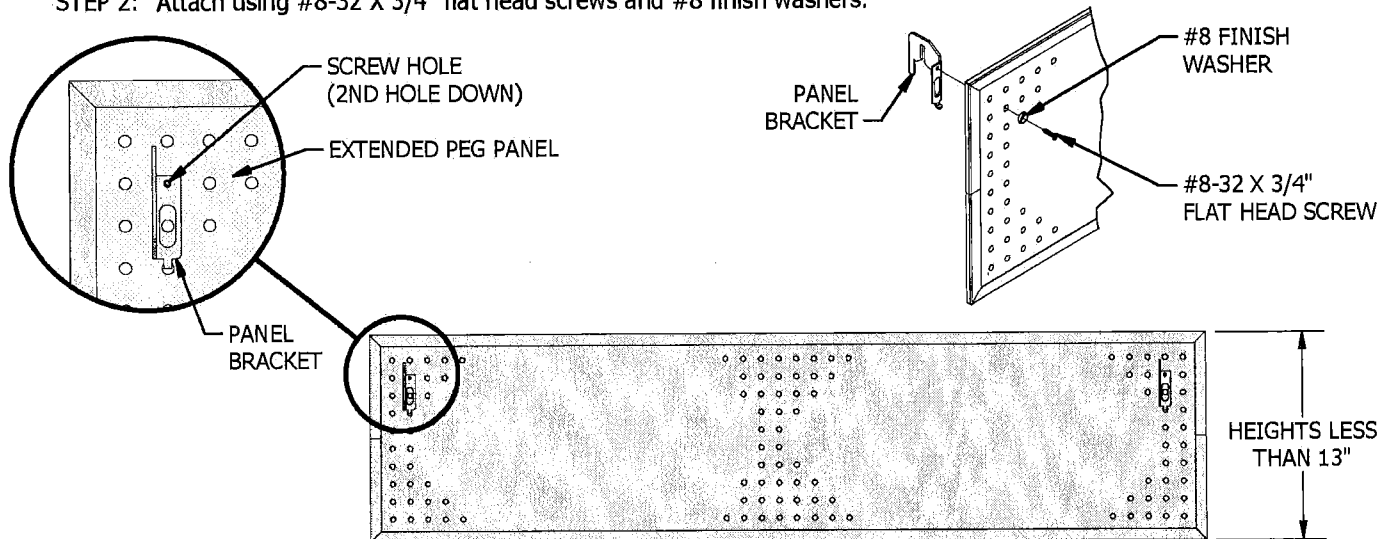 STEP 2: Attach using #8-32 X 3/4" flat head screws and #8 finish washers.
SCREW HOLE
(2ND HOLE DOWN)
EXTENDED PEG PANEL
PANEL
BRACKET
PANEL
BRACKET
#8 FINISH
WASHER
#8-32 X 3/4"
FLAT HEAD SCREW
HEIGHTS LESS
THAN 13"